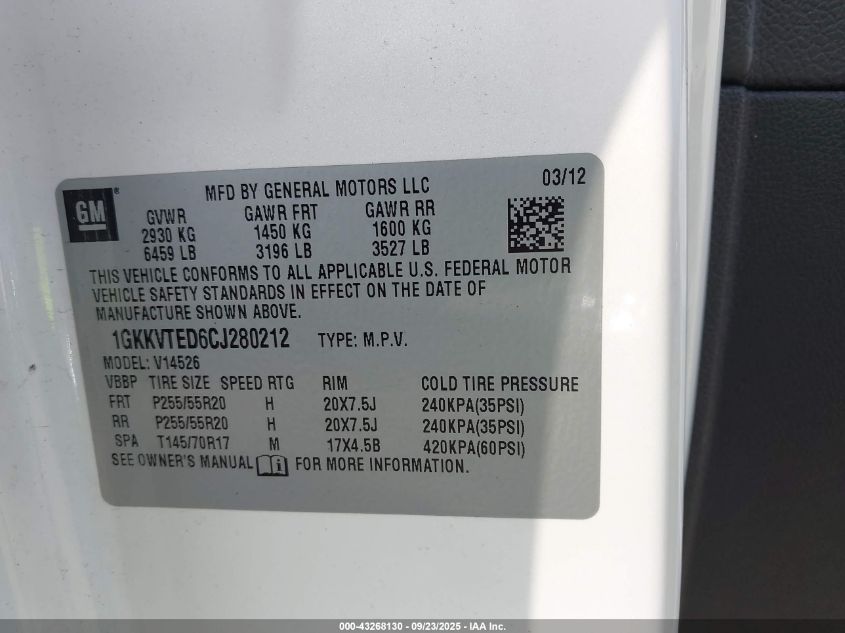 GM®
MFD BY GENERAL MOTORS LLC 03/12
GVWR GAWR FRT GAWR RR
2930 KG 1450 KG 1600 KG
6459 LB 3196 LB 3527 LB
THIS VEHICLE CONFORMS TO ALL APPLICABLE U.S. FEDERAL MOTOR
VEHICLE SAFETY STANDARDS IN EFFECT ON THE DATE OF
MANUFACTURE SHOWN ABOVE.
1GKKVTED6CJ280212 TYPE: M.P.V.
MODEL: V14526
VBBP TIRE SIZE SPEED RTG RIM COLD TIRE PRESSURE
FRT P255/55R20 H 20X7.5J 240KPA(35PSI)
RR P255/55R20 H 20X7.5J 240KPA(35PSI)
SPA T145/70R17 M 17X4.5B 420KPA(60PSI)
SEE OWNER'S MANUAL FOR MORE INFORMATION.
000-43268130 - 09/23/2025 - IAA Inc.